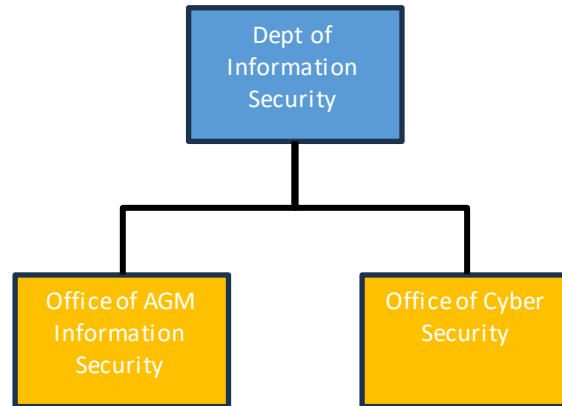 Dept of
Information
Security
Office of AGM
Information
Security
Office of Cyber
Security